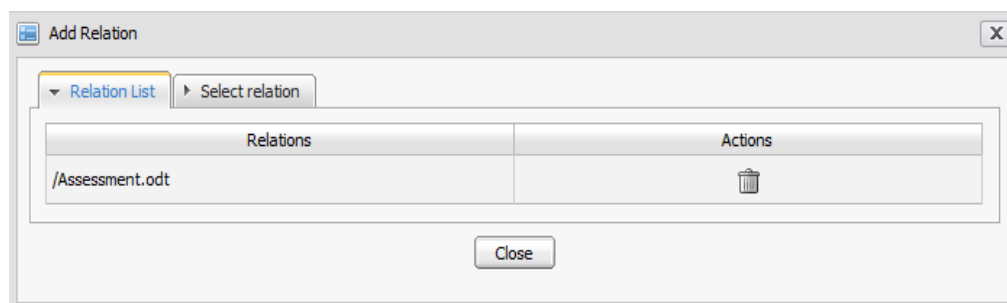 Add Relation
X
Relation List
Select relation
Relations Actions
/Assessment.odt
Close